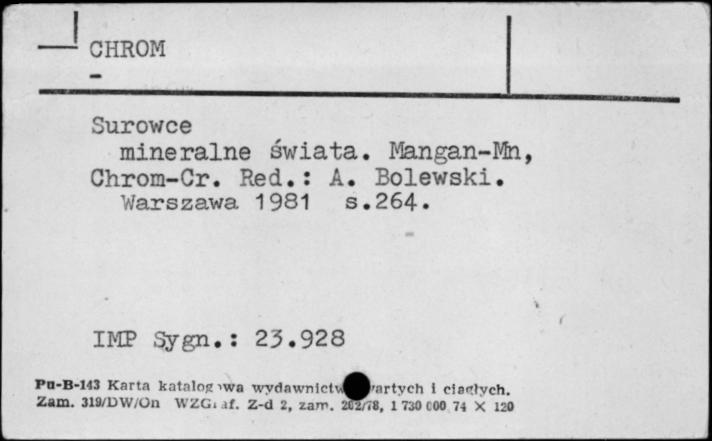 CHROM
-
Surowce
mineralne świata. Mangan-Mn,
Chrom-Cr. Red.: A. Bolewski.
Warszawa 1981 s.264.
IMP Sygn.: 23.928
Pu-B-143 Karta katalogowa wydawnictw zwartych i ciągłych.
Zam. 319/DW/On WZGraf. Z-d 2, zam. 202/78, 1 730 000 74 × 120